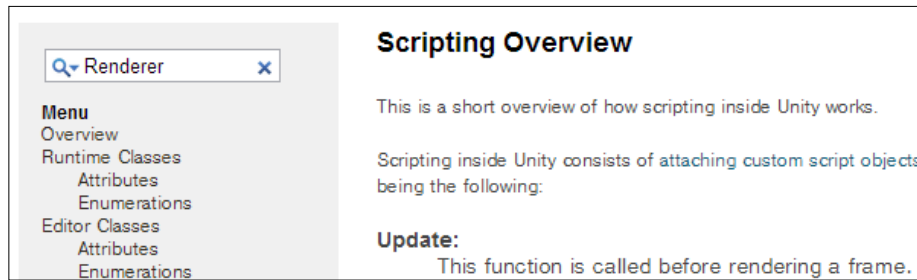 Renderer
Menu
Overview
Runtime Classes
Attributes
Enumerations
Editor Classes
Attributes
Enumerations
Scripting Overview
This is a short overview of how scripting inside Unity works.
Scripting inside Unity consists of attaching custom script objects
being the following:
Update:
This function is called before rendering a frame.